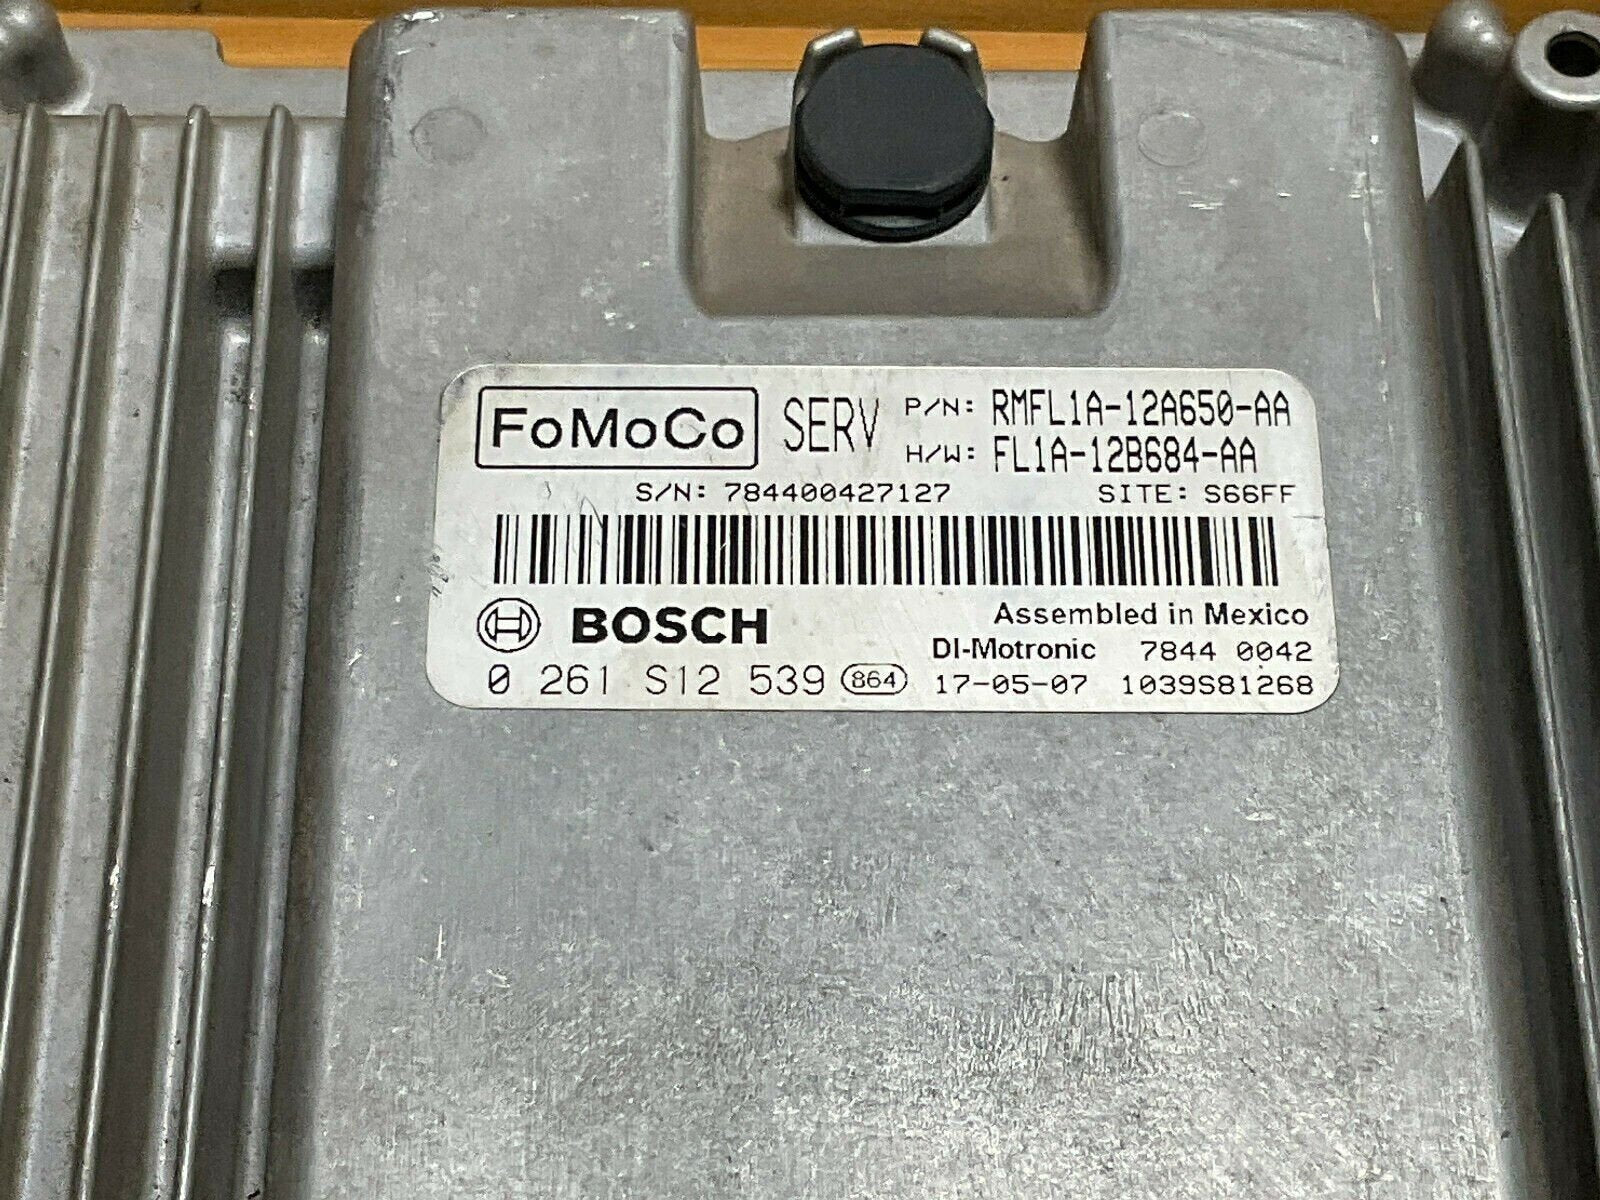 FoMoCo SERV P/N: RMFL1A-12A650-AA
H/W: FL1A-12B684-AA
S/N: 784400427127 SITE: S66FF
BOSCH Assembled in Mexico
DI-Motronic 7844 0042
0 261 S12 539 864 17-05-07 1039S81268